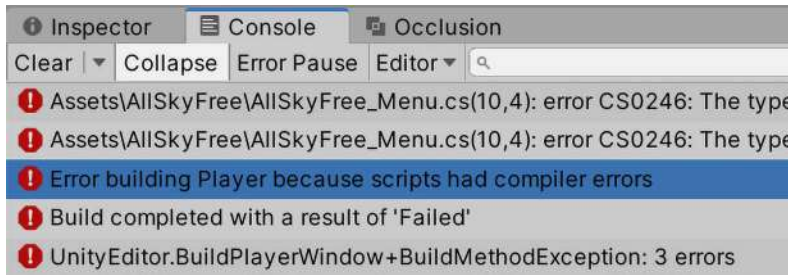 Inspector Console Occlusion
Clear Collapse Error Pause Editor
Assets\AllSkyFree\AllSkyFree_Menu.cs(10,4): error CS0246: The type
Assets\AllSkyFree\AllSkyFree_Menu.cs(10,4): error CS0246: The type
Error building Player because scripts had compiler errors
Build completed with a result of 'Failed'
UnityEditor.BuildPlayerWindow+BuildMethodException: 3 errors